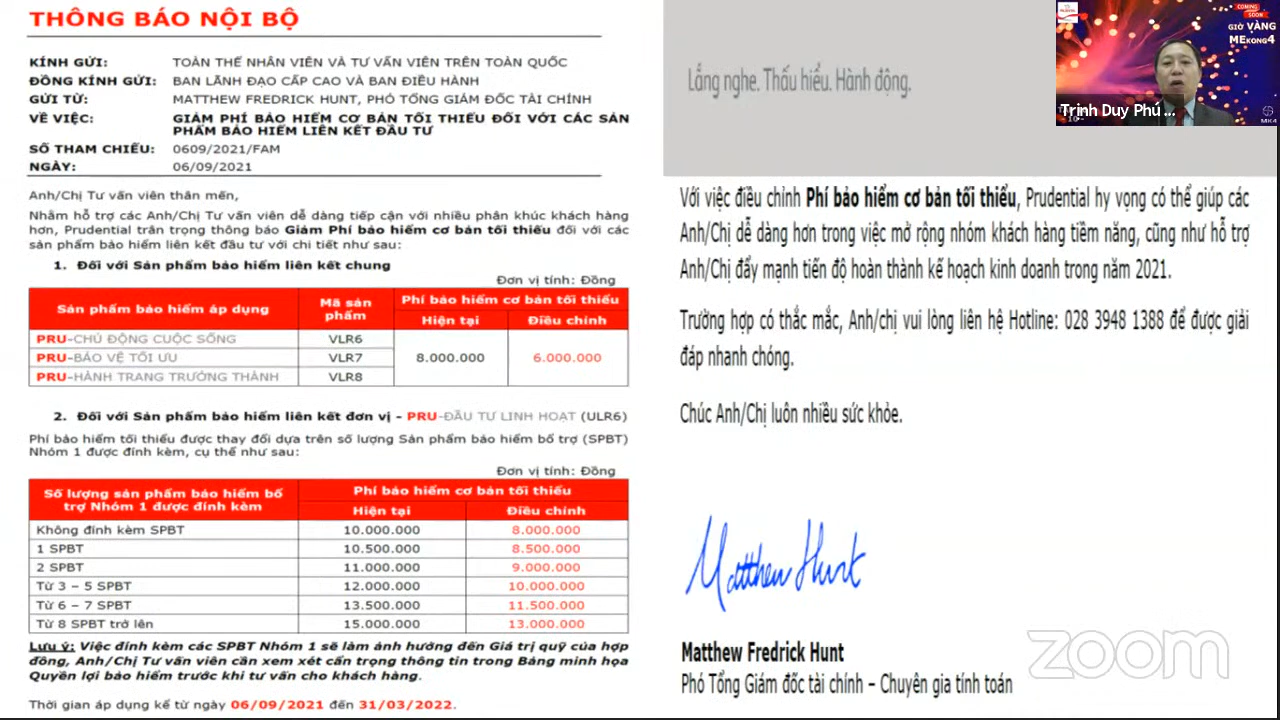 THÔNG BÁO NỘI BỘ
KÍNH GỬI: TOÀN THỂ NHÂN VIÊN VÀ TƯ VẤN VIÊN TRÊN TOÀN QUỐC
ĐỒNG KÍNH GỬI: BAN LÃNH ĐẠO CẤP CAO VÀ BAN ĐIỀU HÀNH
GỬI TỪ: MATTHEW FREDRICK HUNT, PHÓ TỔNG GIÁM ĐỐC TÀI CHÍNH
VỀ VIỆC: GIẢM PHÍ BẢO HIỂM CƠ BẢN TỐI THIỂU ĐỐI VỚI CÁC SẢN
PHẨM BẢO HIỂM LIÊN KẾT ĐẦU TƯ
SỐ THAM CHIẾU: 0609/2021/FAM
NGÀY: 06/09/2021
Anh/Chị Tư vấn viên thân mến,
Nhằm hỗ trợ các Anh/Chị Tư vấn viên dễ dàng tiếp cận với nhiều phân khúc khách hàng
hơn, Prudential trân trọng thông báo Giảm Phí bảo hiểm cơ bản tối thiểu đối với các
sản phẩm bảo hiểm liên kết đầu tư với chi tiết như sau:
1. Đối với Sản phẩm bảo hiểm liên kết chung
Đơn vị tính: Đồng
Sản phẩm bảo hiểm áp dụng
Mã sản
phẩm
Phí bảo hiểm cơ bản tối thiểu
Hiện tại Điều chỉnh
PRU-CHỦ ĐỘNG CUỘC SỐNG VLR6
PRU-BẢO VỆ TỐI ƯU VLR7 8.000.000 6.000.000
PRU-HÀNH TRANG TRƯỞNG THÀNH VLR8
2. Đối với Sản phẩm bảo hiểm liên kết đơn vị - PRU-ĐẦU TƯ LINH HOẠT (ULR6)
Phí bảo hiểm tối thiểu được thay đổi dựa trên số lượng Sản phẩm bảo hiểm bổ trợ (SPBT)
Nhóm 1 được đính kèm, cụ thể như sau:
Đơn vị tính: Đồng
Số lượng sản phẩm bảo hiểm bổ
trợ Nhóm 1 được đính kèm
Phí bảo hiểm cơ bản tối thiểu
Hiện tại Điều chỉnh
Không đính kèm SPBT 10.000.000 8.000.000
1 SPBT 10.500.000 8.500.000
2 SPBT 11.000.000 9.000.000
Từ 3 – 5 SPBT 12.000.000 10.000.000
Từ 6 – 7 SPBT 13.500.000 11.500.000
Từ 8 SPBT trở lên 15.000.000 13.000.000
Lưu ý: Việc đính kèm các SPBT Nhóm 1 sẽ làm ảnh hưởng đến Giá trị quỹ của hợp
đồng, Anh/Chị Tư vấn viên cần xem xét cẩn trọng thông tin trong Bảng minh họa
Quyền lợi bảo hiểm trước khi tư vấn cho khách hàng.
Thời gian áp dụng kể từ ngày 06/09/2021 đến 31/03/2022.
Lắng nghe. Thấu hiểu. Hành động.
Với việc điều chỉnh Phí bảo hiểm cơ bản tối thiểu, Prudential hy vọng có thể giúp các
Anh/Chị dễ dàng hơn trong việc mở rộng nhóm khách hàng tiềm năng, cũng như hỗ trợ
Anh/Chị đẩy mạnh tiến độ hoàn thành kế hoạch kinh doanh trong năm 2021.
Trường hợp có thắc mắc, Anh/chị vui lòng liên hệ Hotline: 028 3948 1388 để được giải
đáp nhanh chóng.
Chúc Anh/Chị luôn nhiều sức khỏe.
Matthew Hunt
Matthew Fredrick Hunt
Phó Tổng Giám đốc tài chính – Chuyên gia tính toán
COMING
SOON
GIỜ VÀNG
MEKONG4
Trịnh Duy Phú ...
MK4
zoom